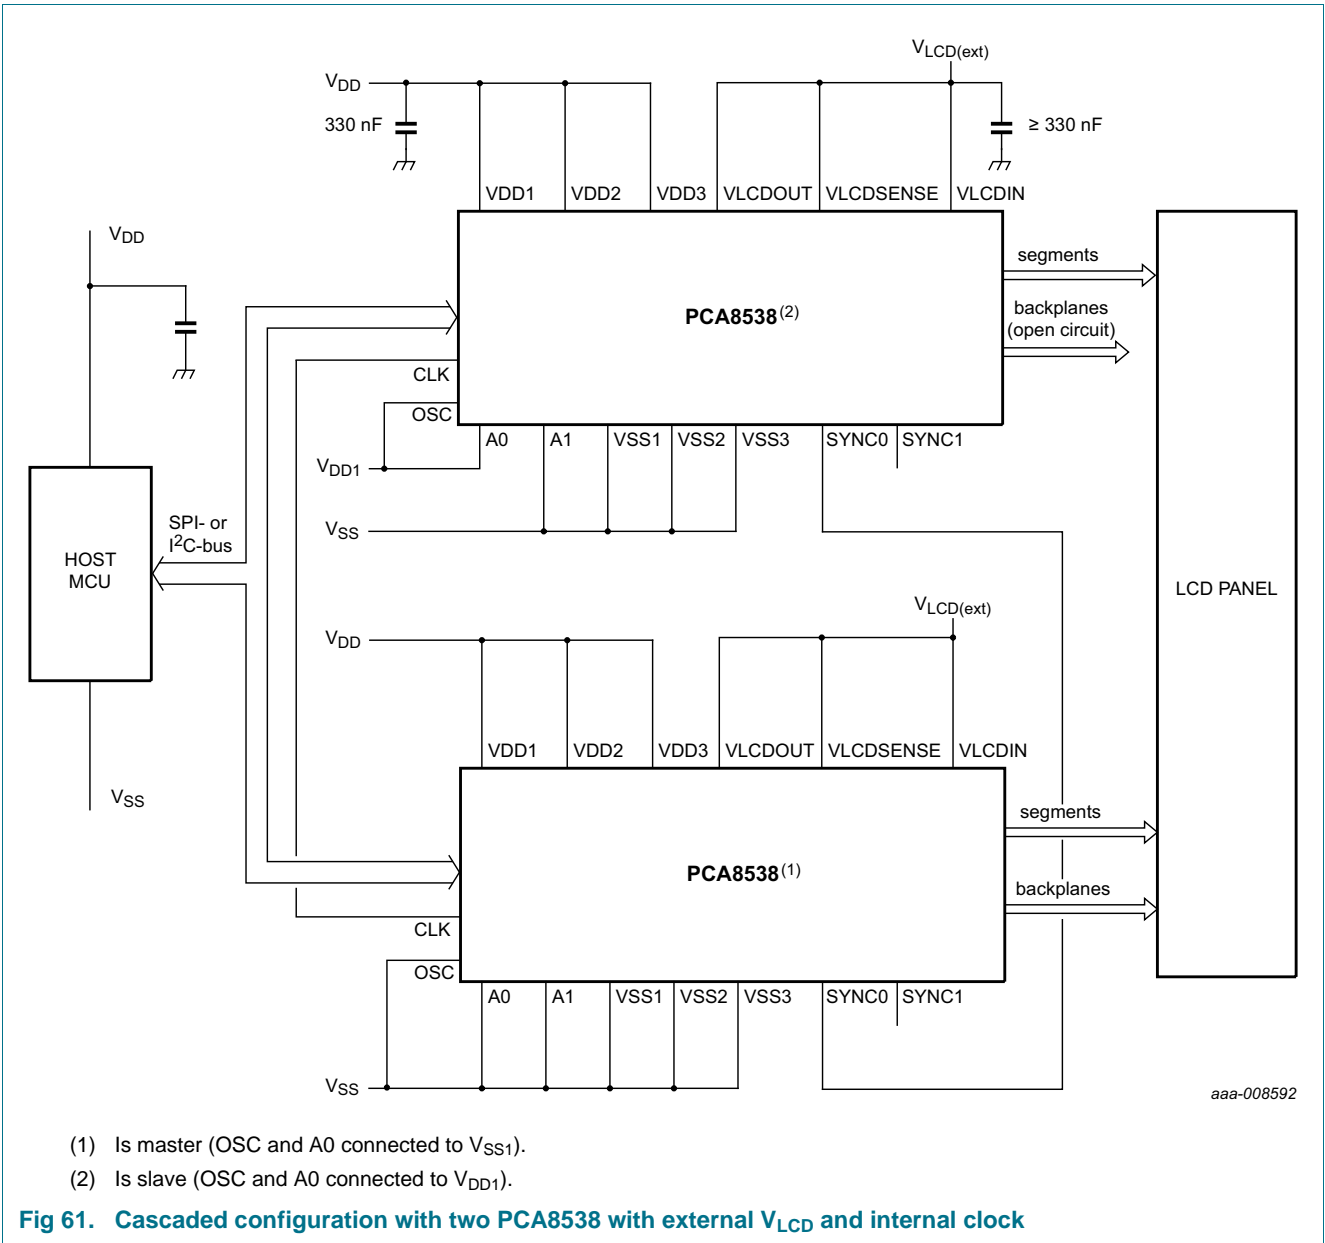 VLCD(ext)
VDD
330 nF
≥ 330 nF
VDD1 VDD2 VDD3 VLCDOUT VLCDSENSE VLCDIN
VDD
segments
backplanes
(open circuit)
PCA8538(2)
CLK
OSC
A0 A1 VSS1 VSS2 VSS3 SYNC0 SYNC1
VDD1
VSS
SPI- or
I2C-bus
HOST
MCU
LCD PANEL
VLCD(ext)
VDD
VDD1 VDD2 VDD3 VLCDOUT VLCDSENSE VLCDIN
VSS
segments
PCA8538(1)
backplanes
CLK
OSC
A0 A1 VSS1 VSS2 VSS3 SYNC0 SYNC1
VSS
aaa-008592
(1) Is master (OSC and A0 connected to VSS1).
(2) Is slave (OSC and A0 connected to VDD1).
Fig 61. Cascaded configuration with two PCA8538 with external VLCD and internal clock